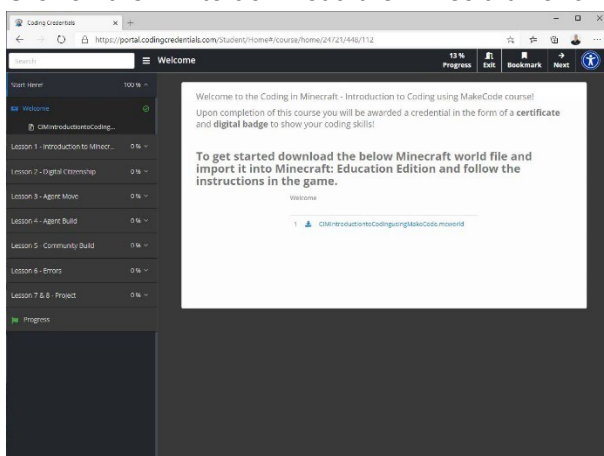 Coding Credentials
https://portal.codingcredentials.com/Student/Home#/course/home/24721/448/112
Search
Welcome
13 %
Progress
Exit
Bookmark
Next
Start Here!
100 %
Welcome
CIMIntroductiontoCoding...
Lesson 1 - Introduction to Minecr...
0 %
Lesson 2 - Digital Citizenship
0 %
Lesson 3 - Agent Move
0 %
Lesson 4 - Agent Build
0 %
Lesson 5 - Community Build
0 %
Lesson 6 - Errors
0 %
Lesson 7 & 8 - Project
0 %
Progress
Welcome to the Coding in Minecraft - Introduction to Coding using MakeCode course!
Upon completion of this course you will be awarded a credential in the form of a certificate
and digital badge to show your coding skills!
To get started download the below Minecraft world file and
import it into Minecraft: Education Edition and follow the
instructions in the game.
Welcome
1 CIMIntroductiontoCodingusingMakeCode.mcworld